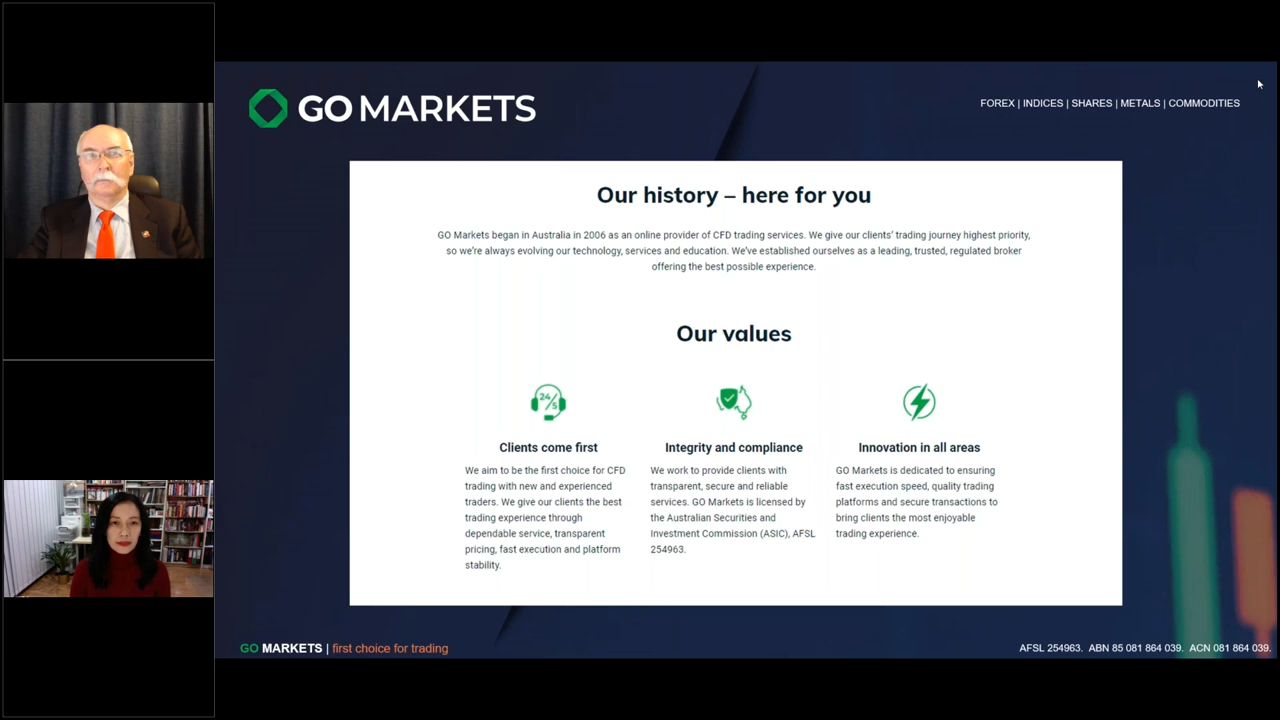 GO MARKETS
FOREX | INDICES | SHARES | METALS | COMMODITIES
Our history – here for you
GO Markets began in Australia in 2006 as an online provider of CFD trading services. We give our clients' trading journey highest priority,
so we're always evolving our technology, services and education. We've established ourselves as a leading, trusted, regulated broker
offering the best possible experience.
Our values
24/5
Clients come first
We aim to be the first choice for CFD
trading with new and experienced
traders. We give our clients the best
trading experience through
dependable service, transparent
pricing, fast execution and platform
stability.
Integrity and compliance
We work to provide clients with
transparent, secure and reliable
services. GO Markets is licensed by
the Australian Securities and
Investment Commission (ASIC), AFSL
254963.
Innovation in all areas
GO Markets is dedicated to ensuring
fast execution speed, quality trading
platforms and secure transactions to
bring clients the most enjoyable
trading experience.
GO MARKETS | first choice for trading
AFSL 254963. ABN 85 081 864 039. ACN 081 864 039.